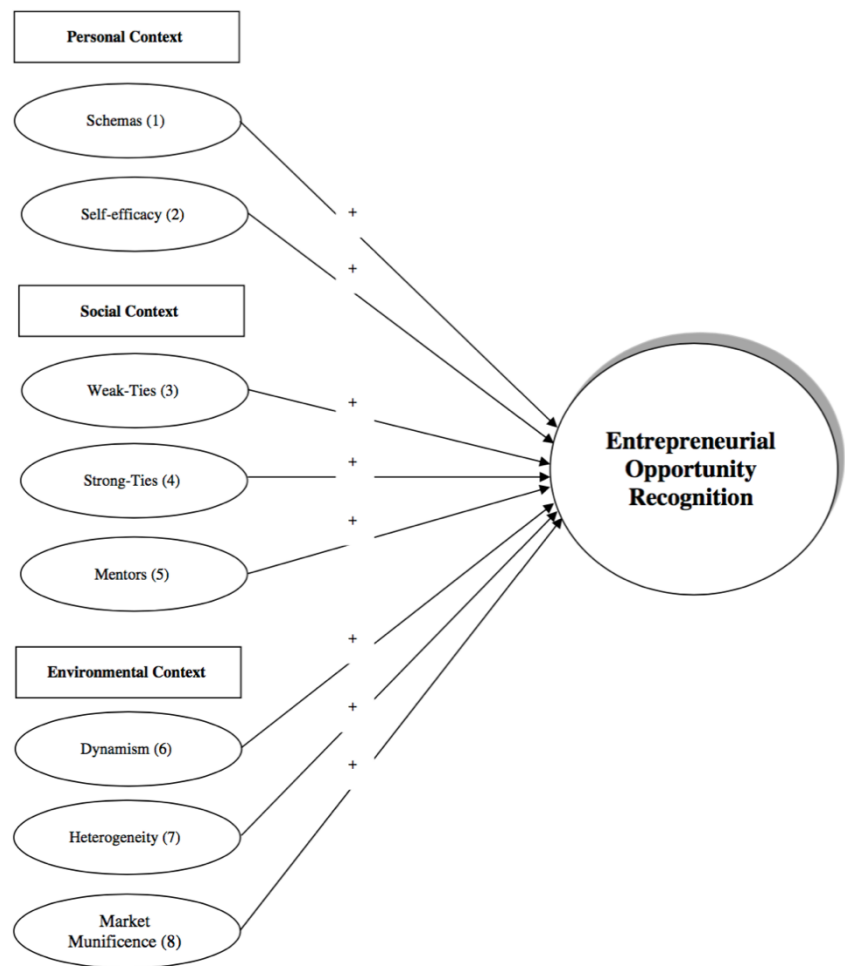 Personal Context
Schemas (1)
+
Self-efficacy (2)
+
Social Context
Weak-Ties (3)
+
Strong-Ties (4)
+
Mentors (5)
+
Entrepreneurial
Opportunity
Recognition
Environmental Context
+
Dynamism (6)
+
Heterogeneity (7)
+
Market
Munificence (8)